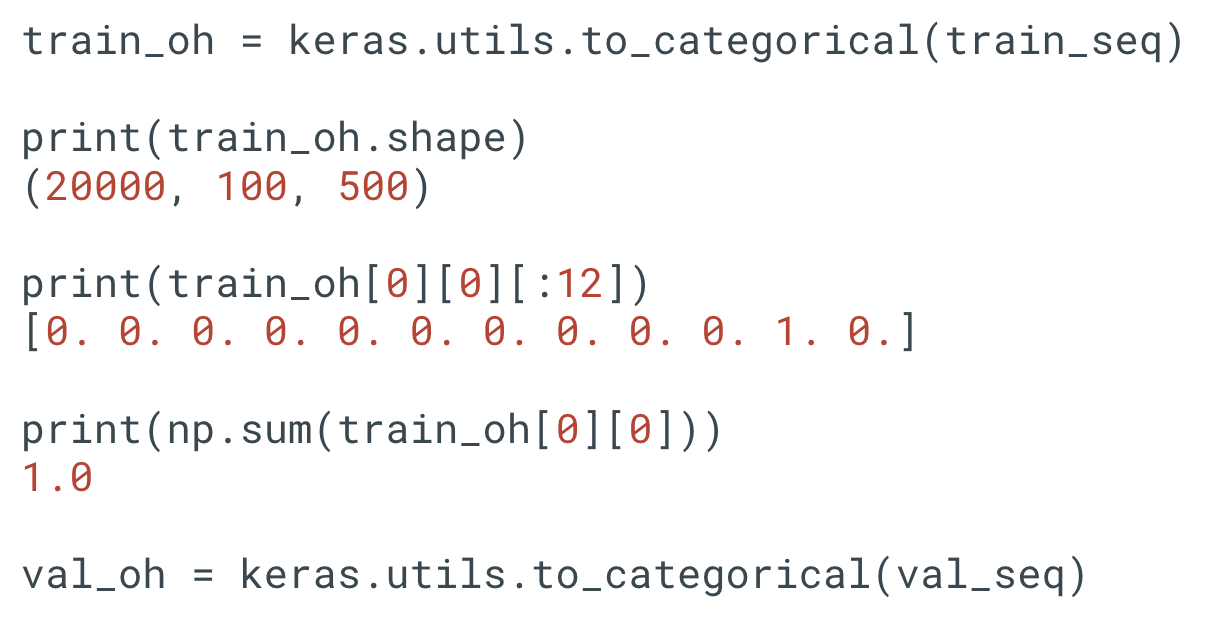 train_oh = keras.utils.to_categorical(train_seq)
print(train_oh.shape)
(20000, 100, 500)
print(train_oh[0][0][:12])
[0. 0. 0. 0. 0. 0. 0. 0. 0. 0. 1. 0.]
print(np.sum(train_oh[0][0]))
1.0
val_oh = keras.utils.to_categorical(val_seq)